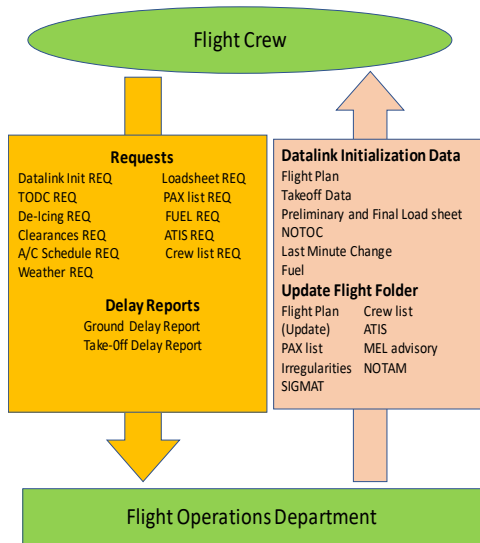 Flight Crew
Requests
Datalink Init REQ
TODC REQ
De-Icing REQ
Clearances REQ
A/C Schedule REQ
Weather REQ
Loadsheet REQ
PAX list REQ
FUEL REQ
ATIS REQ
Crew list REQ
Delay Reports
Ground Delay Report
Take-Off Delay Report
Datalink Initialization Data
Flight Plan
Takeoff Data
Preliminary and Final Load sheet
NOTOC
Last Minute Change
Fuel
Update Flight Folder
Flight Plan
(Update)
PAX list
Irregularities
SIGMAT
Crew list
ATIS
MEL advisory
NOTAM
Flight Operations Department